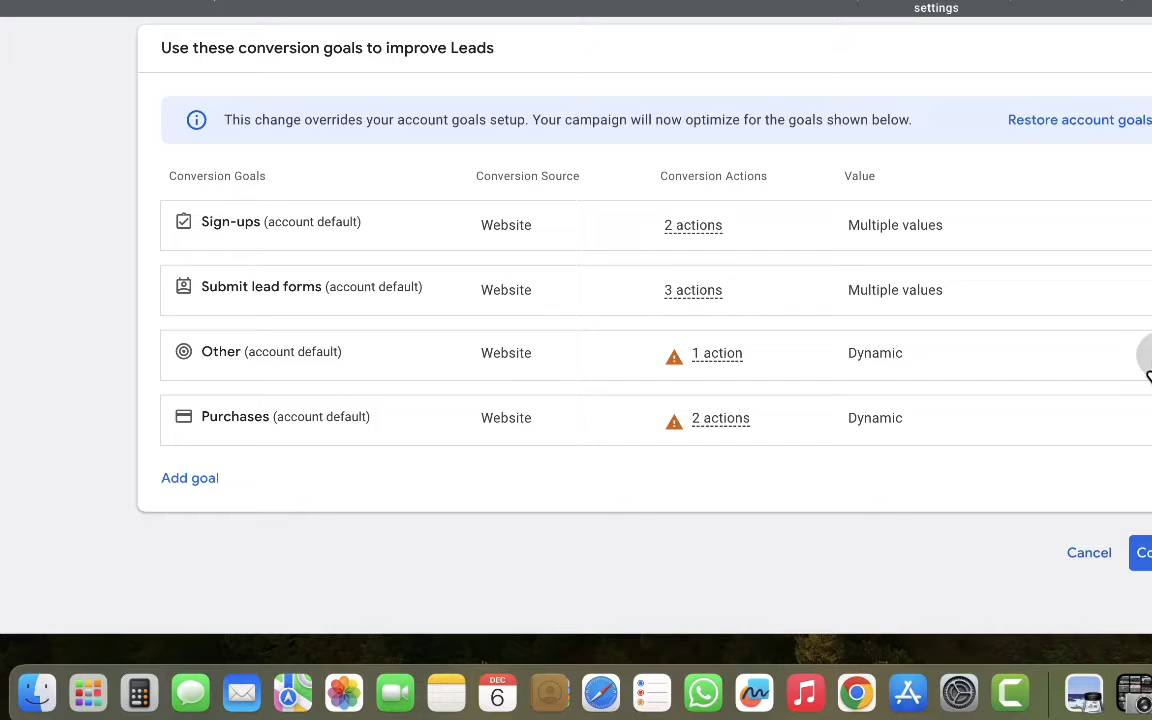 settings
Use these conversion goals to improve Leads
This change overrides your account goals setup. Your campaign will now optimize for the goals shown below. Restore account goals
Conversion Goals Conversion Source Conversion Actions Value
Sign-ups (account default) Website 2 actions Multiple values
Submit lead forms (account default) Website 3 actions Multiple values
Other (account default) Website 1 action Dynamic
Purchases (account default) Website 2 actions Dynamic
Add goal
Cancel Co
DEC
6